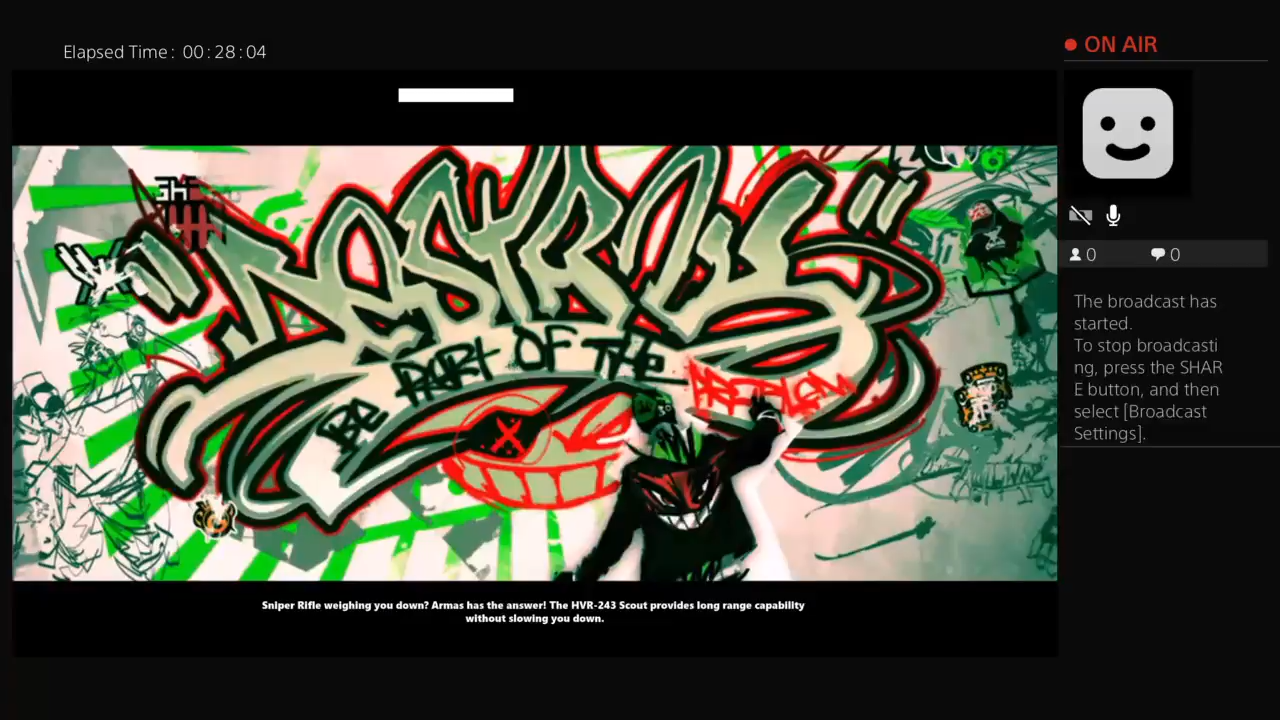 Elapsed Time: 00:28:04
ON AIR
DESTROY
BE PART OF THE
PROBLEM
0
0
The broadcast has
started.
To stop broadcasti
ng, press the SHAR
E button, and then
select [Broadcast
Settings].
Sniper Rifle weighing you down? Armas has the answer! The HVR-243 Scout provides long range capability
without slowing you down.